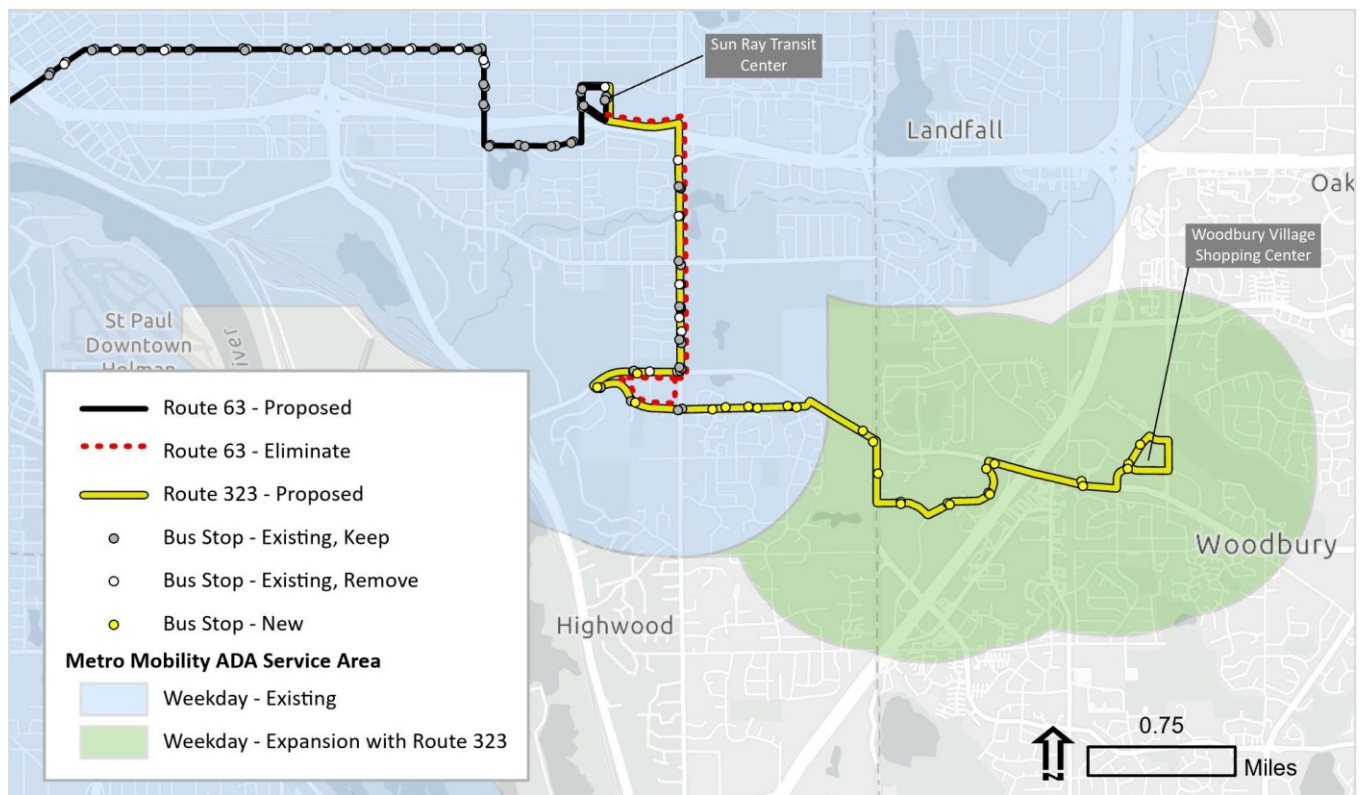 Sun Ray Transit
Center
Landfall
Oak
Woodbury Village
Shopping Center
St Paul
Downtown
Holman
River
Route 63 - Proposed
Route 63 - Eliminate
Route 323 - Proposed
Bus Stop - Existing, Keep
Bus Stop - Existing, Remove
Bus Stop - New
Metro Mobility ADA Service Area
Weekday - Existing
Weekday - Expansion with Route 323
Highwood
Woodbury
0.75
Miles
N